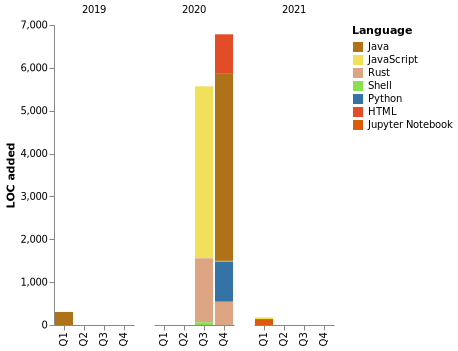 2019 2020 2021
Language
Java
JavaScript
Rust
Shell
Python
HTML
Jupyter Notebook
LOC added
7,000
6,000
5,000
4,000
3,000
2,000
1,000
0
Q1 Q2 Q3 Q4 Q1 Q2 Q3 Q4 Q1 Q2 Q3 Q4